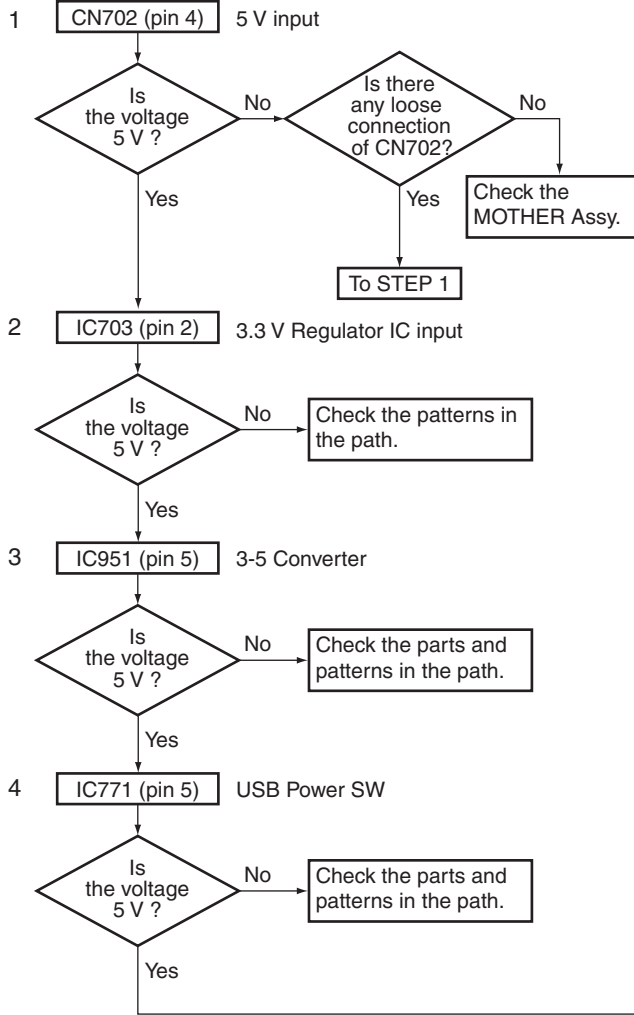 1
CN702 (pin 4)
5 V input
Is
the voltage
5 V ?
No
Is there
any loose
connection
of CN702?
No
Yes
Yes
Check the
MOTHER Assy.
To STEP 1
2
IC703 (pin 2)
3.3 V Regulator IC input
Is
the voltage
5 V ?
No
Check the patterns in
the path.
Yes
3
IC951 (pin 5)
3-5 Converter
Is
the voltage
5 V ?
No
Check the parts and
patterns in the path.
Yes
4
IC771 (pin 5)
USB Power SW
Is
the voltage
5 V ?
No
Check the parts and
patterns in the path.
Yes